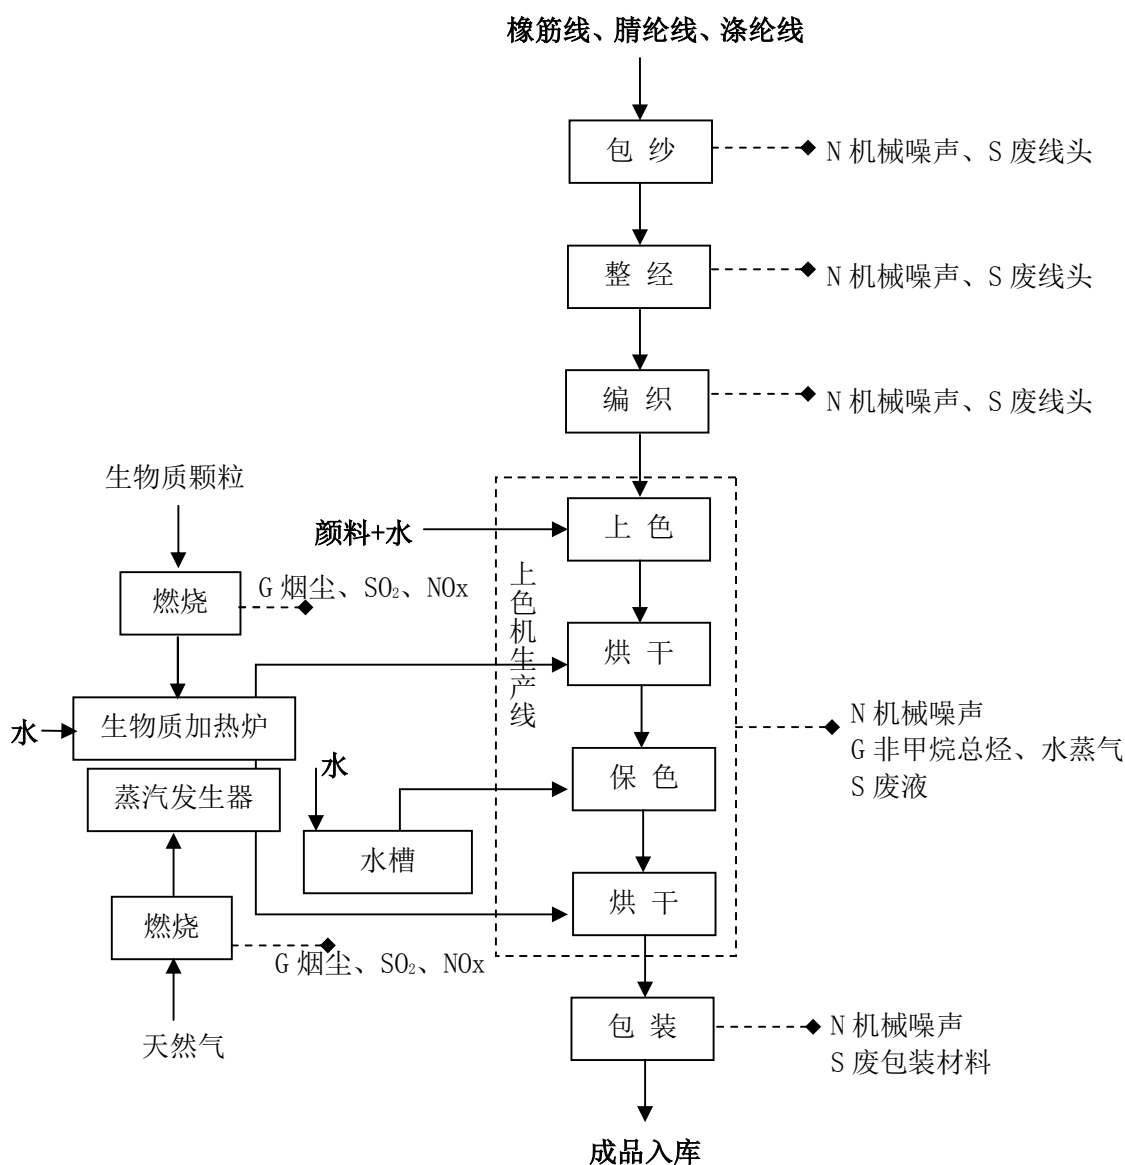 橡筋线、腈纶线、涤纶线
包 纱
N 机械噪声、S 废线头
整 经
N 机械噪声、S 废线头
编 织
N 机械噪声、S 废线头
生物质颗粒
颜料+水
上 色
燃烧
G 烟尘、SO₂、NOx
上色机生产线
烘 干
水
生物质加热炉
N 机械噪声
G 非甲烷总烃、水蒸气
S 废液
蒸汽发生器
水
保 色
水槽
烘 干
燃烧
G 烟尘、SO₂、NOx
天然气
包 装
N 机械噪声
S 废包装材料
成品入库